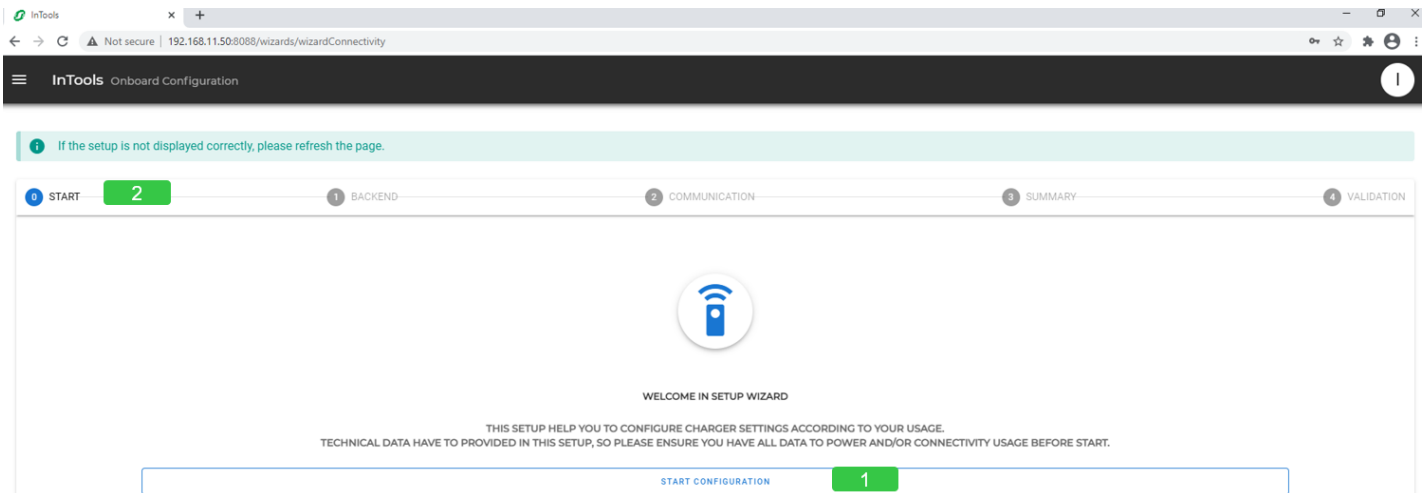 InTools
Not secure | 192.168.11.50:8088/wizards/wizardConnectivity
InTools Onboard Configuration
I
If the setup is not displayed correctly, please refresh the page.
0 START 2 1 BACKEND 2 COMMUNICATION 3 SUMMARY 4 VALIDATION
WELCOME IN SETUP WIZARD
THIS SETUP HELP YOU TO CONFIGURE CHARGER SETTINGS ACCORDING TO YOUR USAGE.
TECHNICAL DATA HAVE TO PROVIDED IN THIS SETUP, SO PLEASE ENSURE YOU HAVE ALL DATA TO POWER AND/OR CONNECTIVITY USAGE BEFORE START.
START CONFIGURATION 1